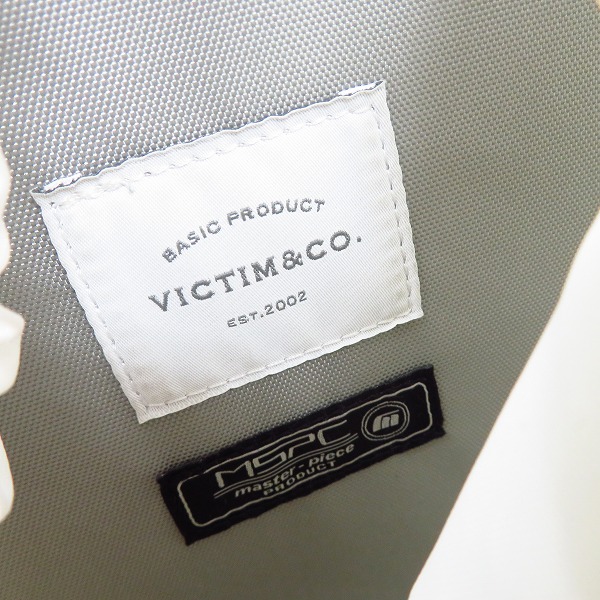 BASIC PRODUCT
VICTIM&CO.
EST.2002
MSPC
master-piece
PRODUCT
m